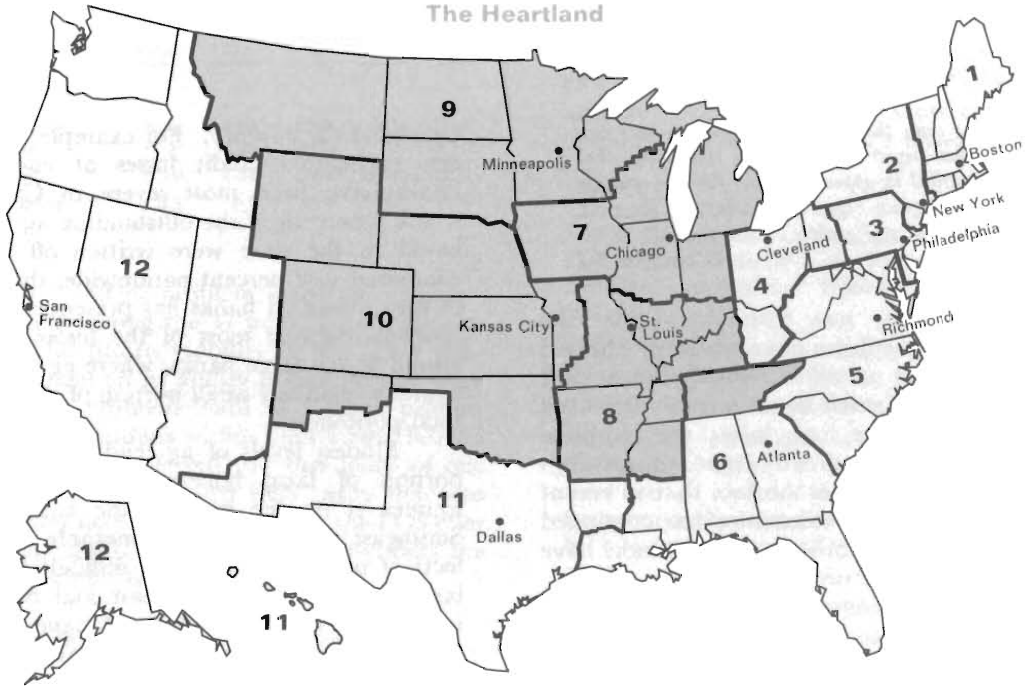 The Heartland
1
9
Minneapolis
2
Boston
New York
7
3
Philadelphia
Chicago
Cleveland
12
4
San
Francisco
10
Kansas City
St.
Louis
Richmond
5
8
6
Atlanta
11
Dallas
12
11